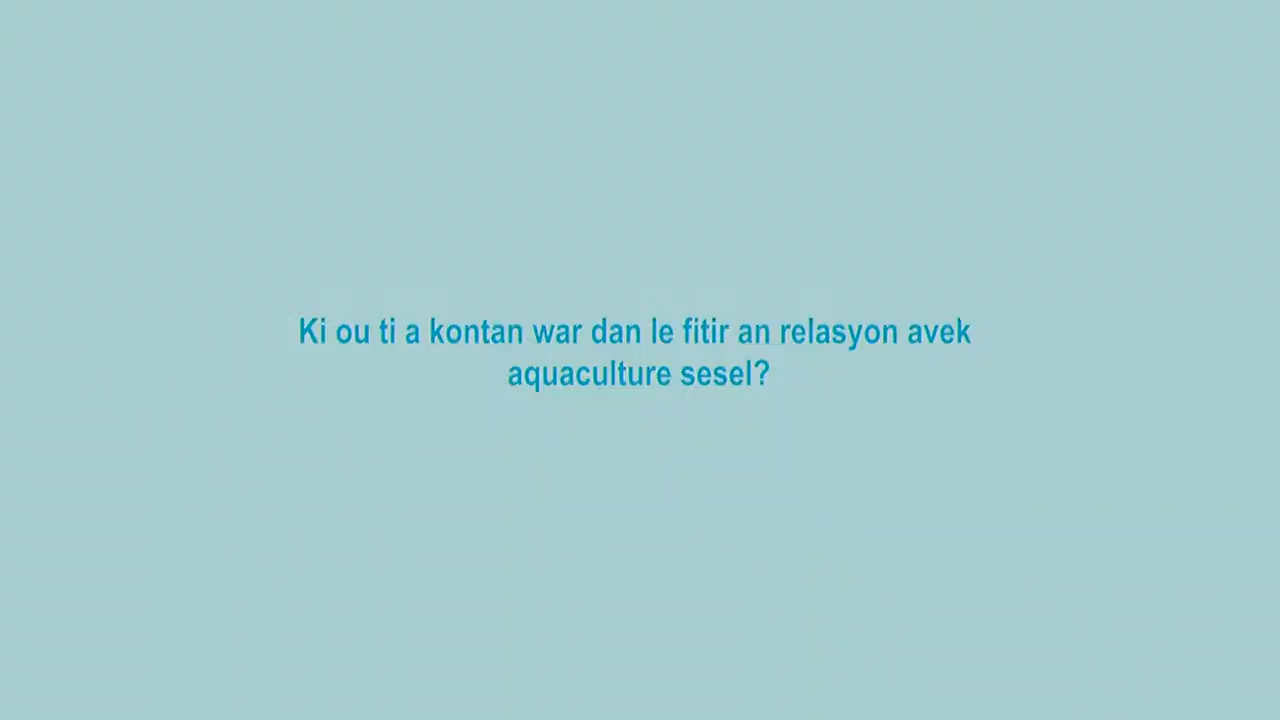 Ki ou ti a kontan war dan le fitir an relasyon avek
aquaculture sesel?